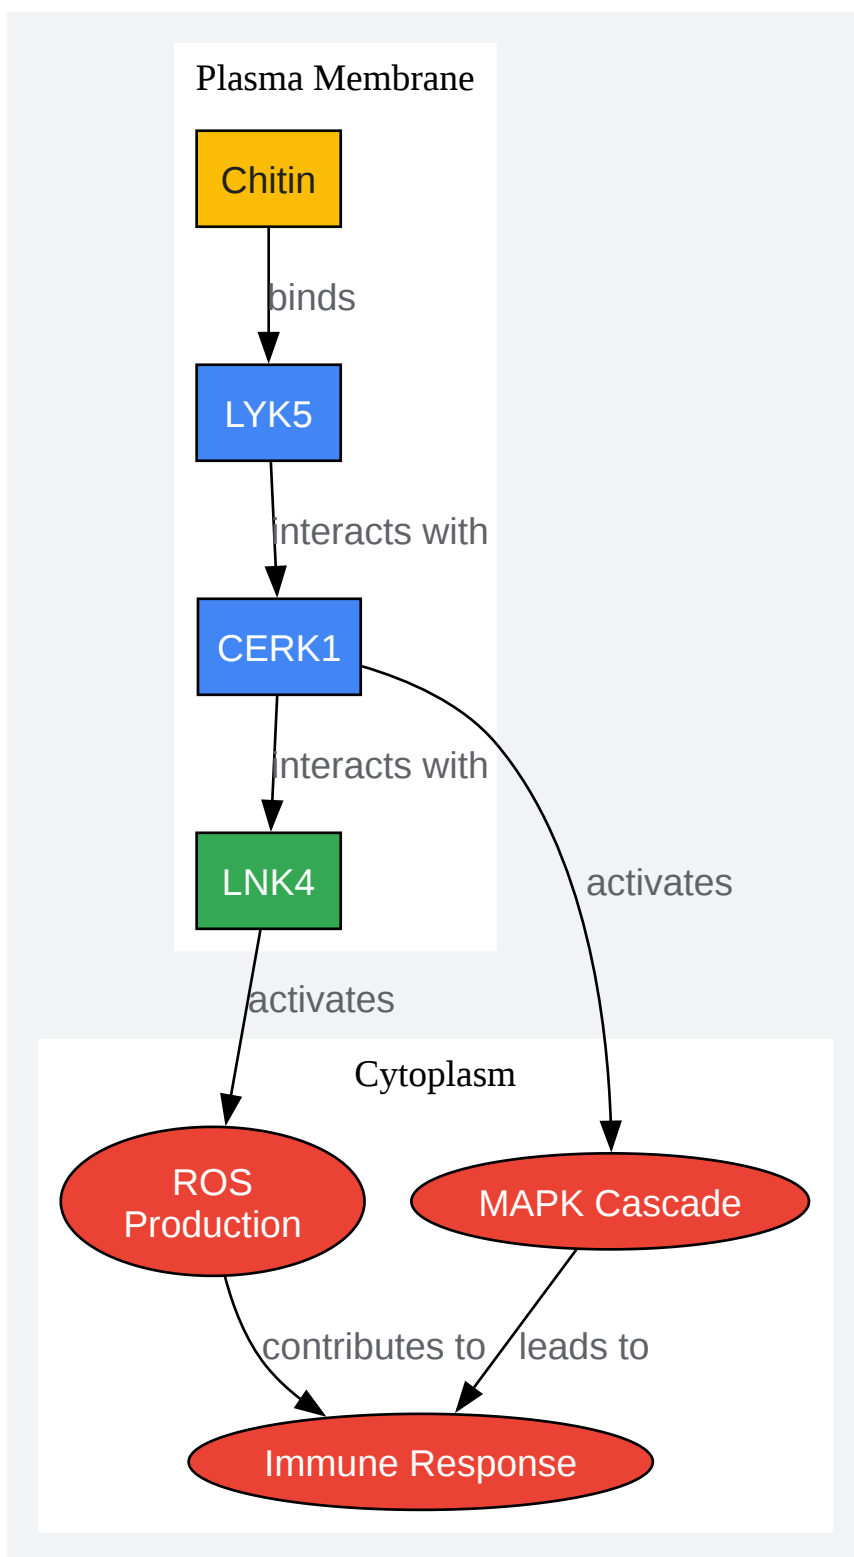 Plasma Membrane
Chitin
binds
LYK5
interacts with
CERK1
interacts with
LNK4
activates
activates
Cytoplasm
ROS
Production
MAPK Cascade
contributes to
leads to
Immune Response